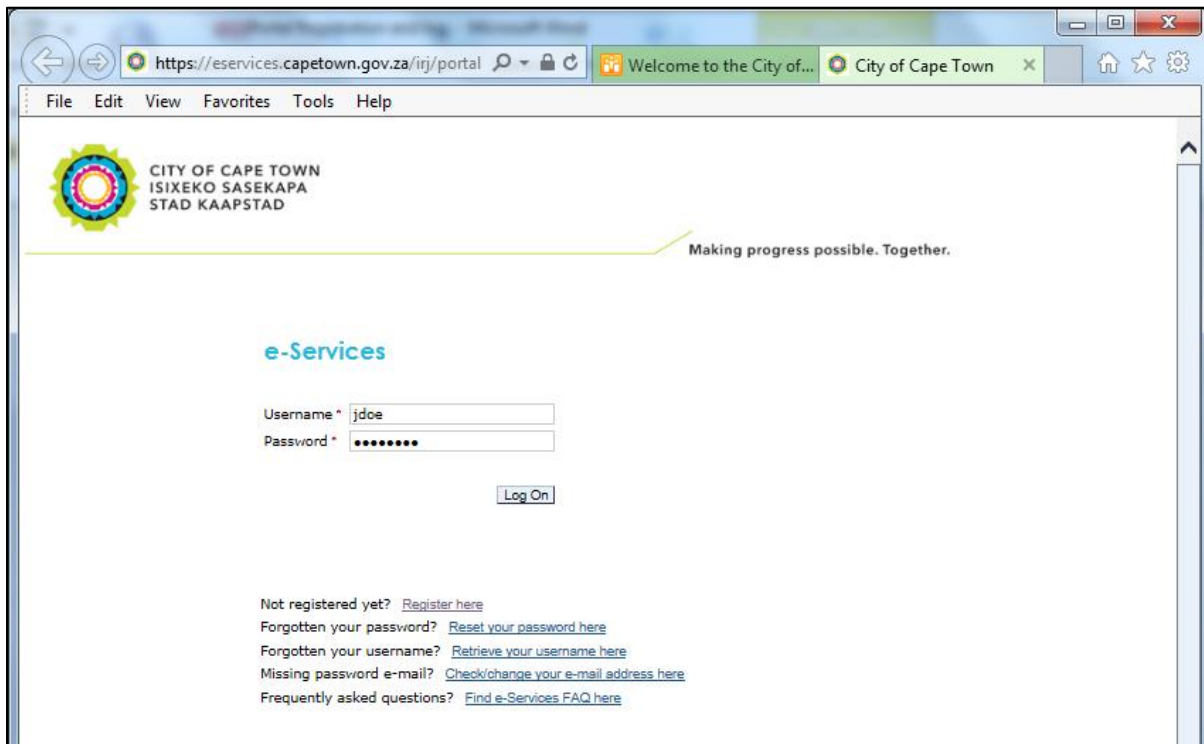 https://eservices.capetown.gov.za/irj/portal
Welcome to the City of...
City of Cape Town
File Edit View Favorites Tools Help
CITY OF CAPE TOWN
ISIXEKO SASEKAPA
STAD KAAPSTAD
Making progress possible. Together.
e-Services
Username * jdoe
Password * ••••••••
Log On
Not registered yet? Register here
Forgotten your password? Reset your password here
Forgotten your username? Retrieve your username here
Missing password e-mail? Check/change your e-mail address here
Frequently asked questions? Find e-Services FAQ here